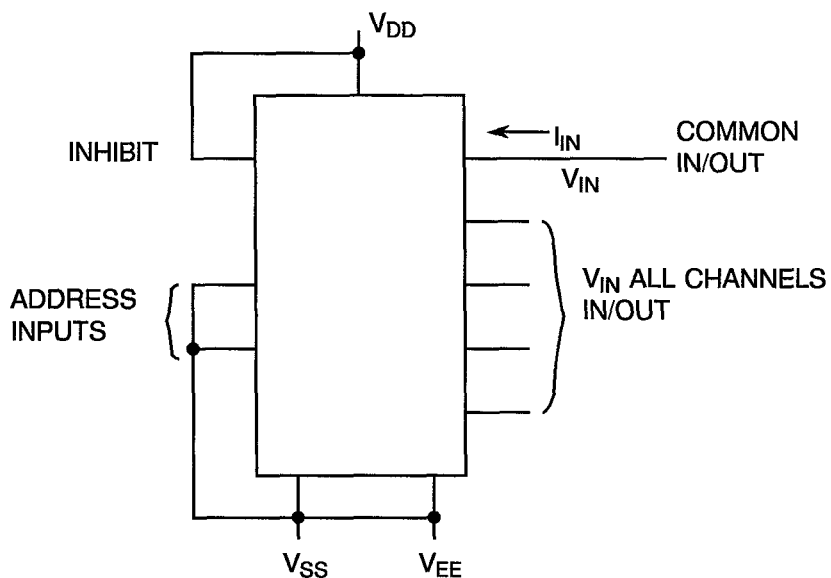 VDD
INHIBIT
IIN
VIN
COMMON
IN/OUT
ADDRESS
INPUTS
VIN ALL CHANNELS
IN/OUT
VSS
VEE